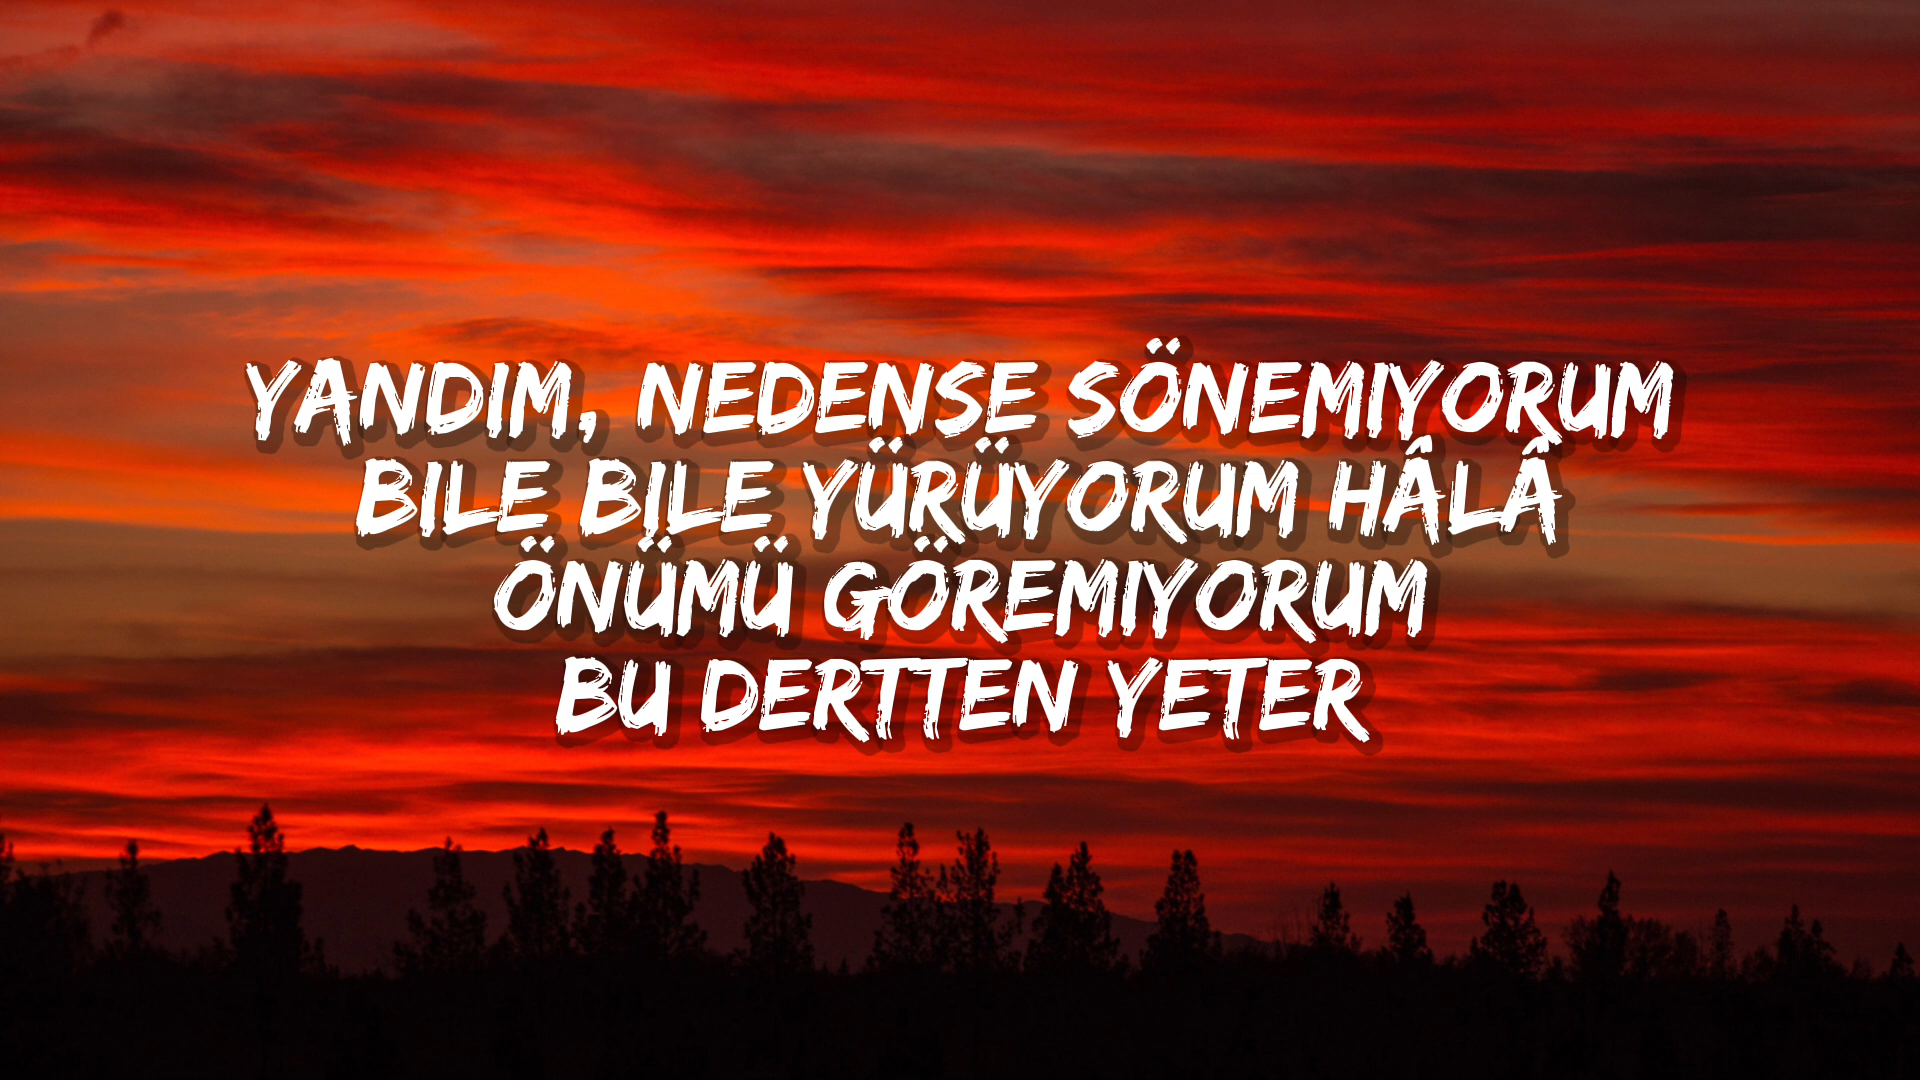 YANDIM, NEDENSE SÖNEMIYORUM
BILE BILE YÜRÜYORUM HÂLÂ
ÖNÜMÜ GÖREMIYORUM
BU DERTTEN YETER